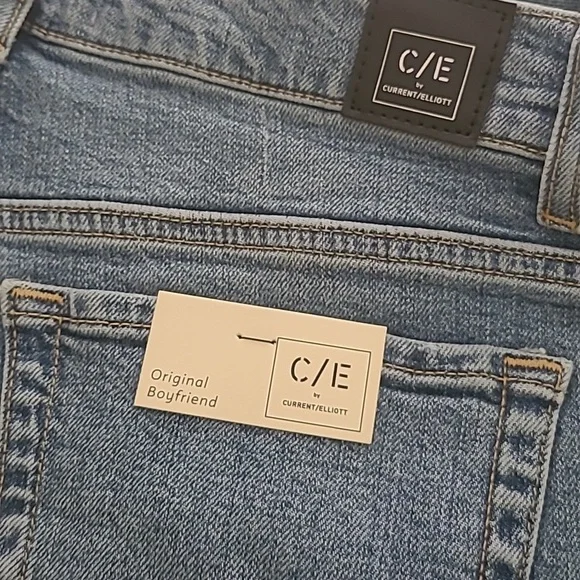 C/E
by
CURRENT/ELLIOTT
Original
Boyfriend
C/E
by
CURRENT/ELLIOTT